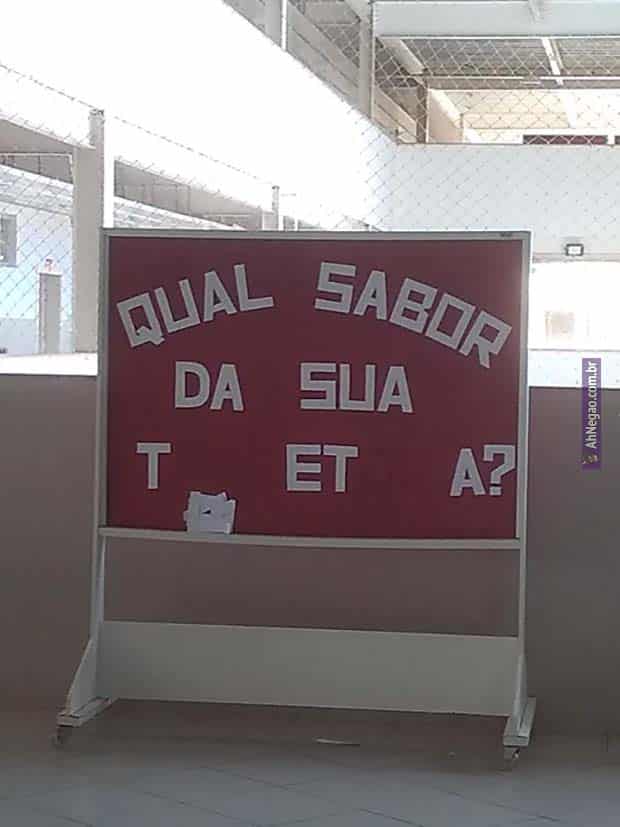 QUAL SABOR
DA SUA
T ET A?
AhNegao.com.br